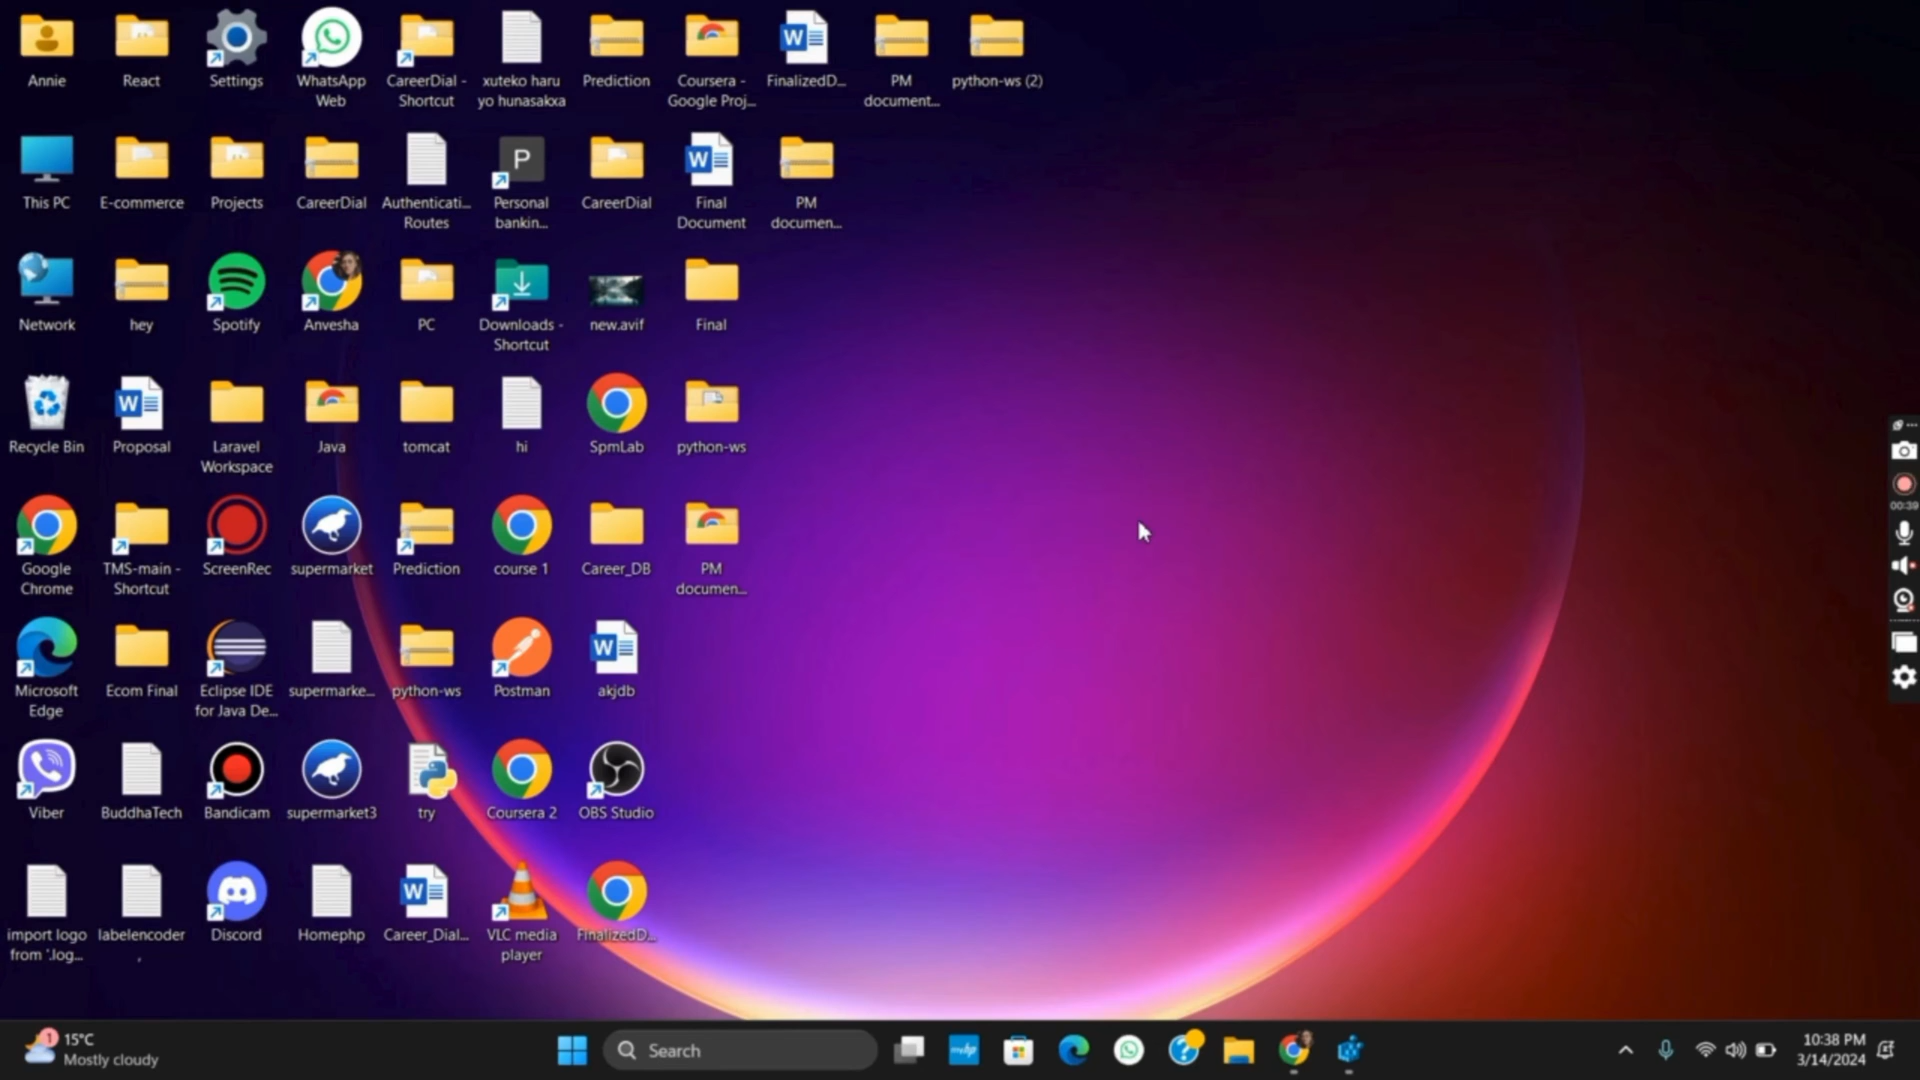 Annie
React
Settings
WhatsApp
Web
CareerDial -
Shortcut
xuteko haru
yo hunasakxa
Prediction
Coursera -
Google Proj...
FinalizedD...
PM
document...
python-ws (2)
This PC
E-commerce
Projects
CareerDial
Authenticati...
Routes
P
Personal
bankin...
CareerDial
Final
Document
PM
documen...
Network
hey
Spotify
Anvesha
PC
Downloads -
Shortcut
new.avif
Final
Recycle Bin
Proposal
Laravel
Workspace
Java
tomcat
hi
SpmLab
python-ws
Google
Chrome
TMS-main -
Shortcut
ScreenRec
supermarket
Prediction
course 1
Career_DB
PM
documen...
Microsoft
Edge
Ecom Final
Eclipse IDE
for Java De...
supermarke...
python-ws
Postman
akjdb
Viber
BuddhaTech
Bandicam
supermarket3
try
Coursera 2
OBS Studio
import logo
from '.log...
labelencoder
,
Discord
Homephp
Career_Dial...
VLC media
player
FinalizedD...
00:39
1
15°C
Mostly cloudy
Search
myhp
10:38 PM
3/14/2024